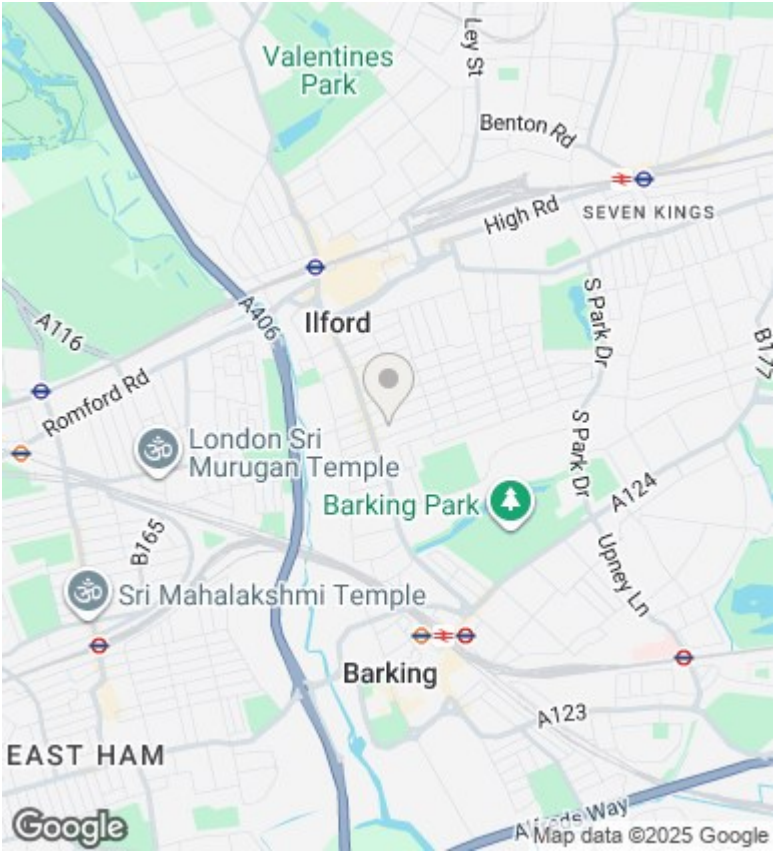 Valentines
Park
Ley St
Benton Rd
SEVEN KINGS
High Rd
A406
Ilford
S Park Dr
A116
B177
Romford Rd
London Sri
Murugan Temple
S Park Dr
A124
Barking Park
B165
Upney Ln
Sri Mahalakshmi Temple
Barking
A123
EAST HAM
Alfreds Way
Google
Map data ©2025 Google